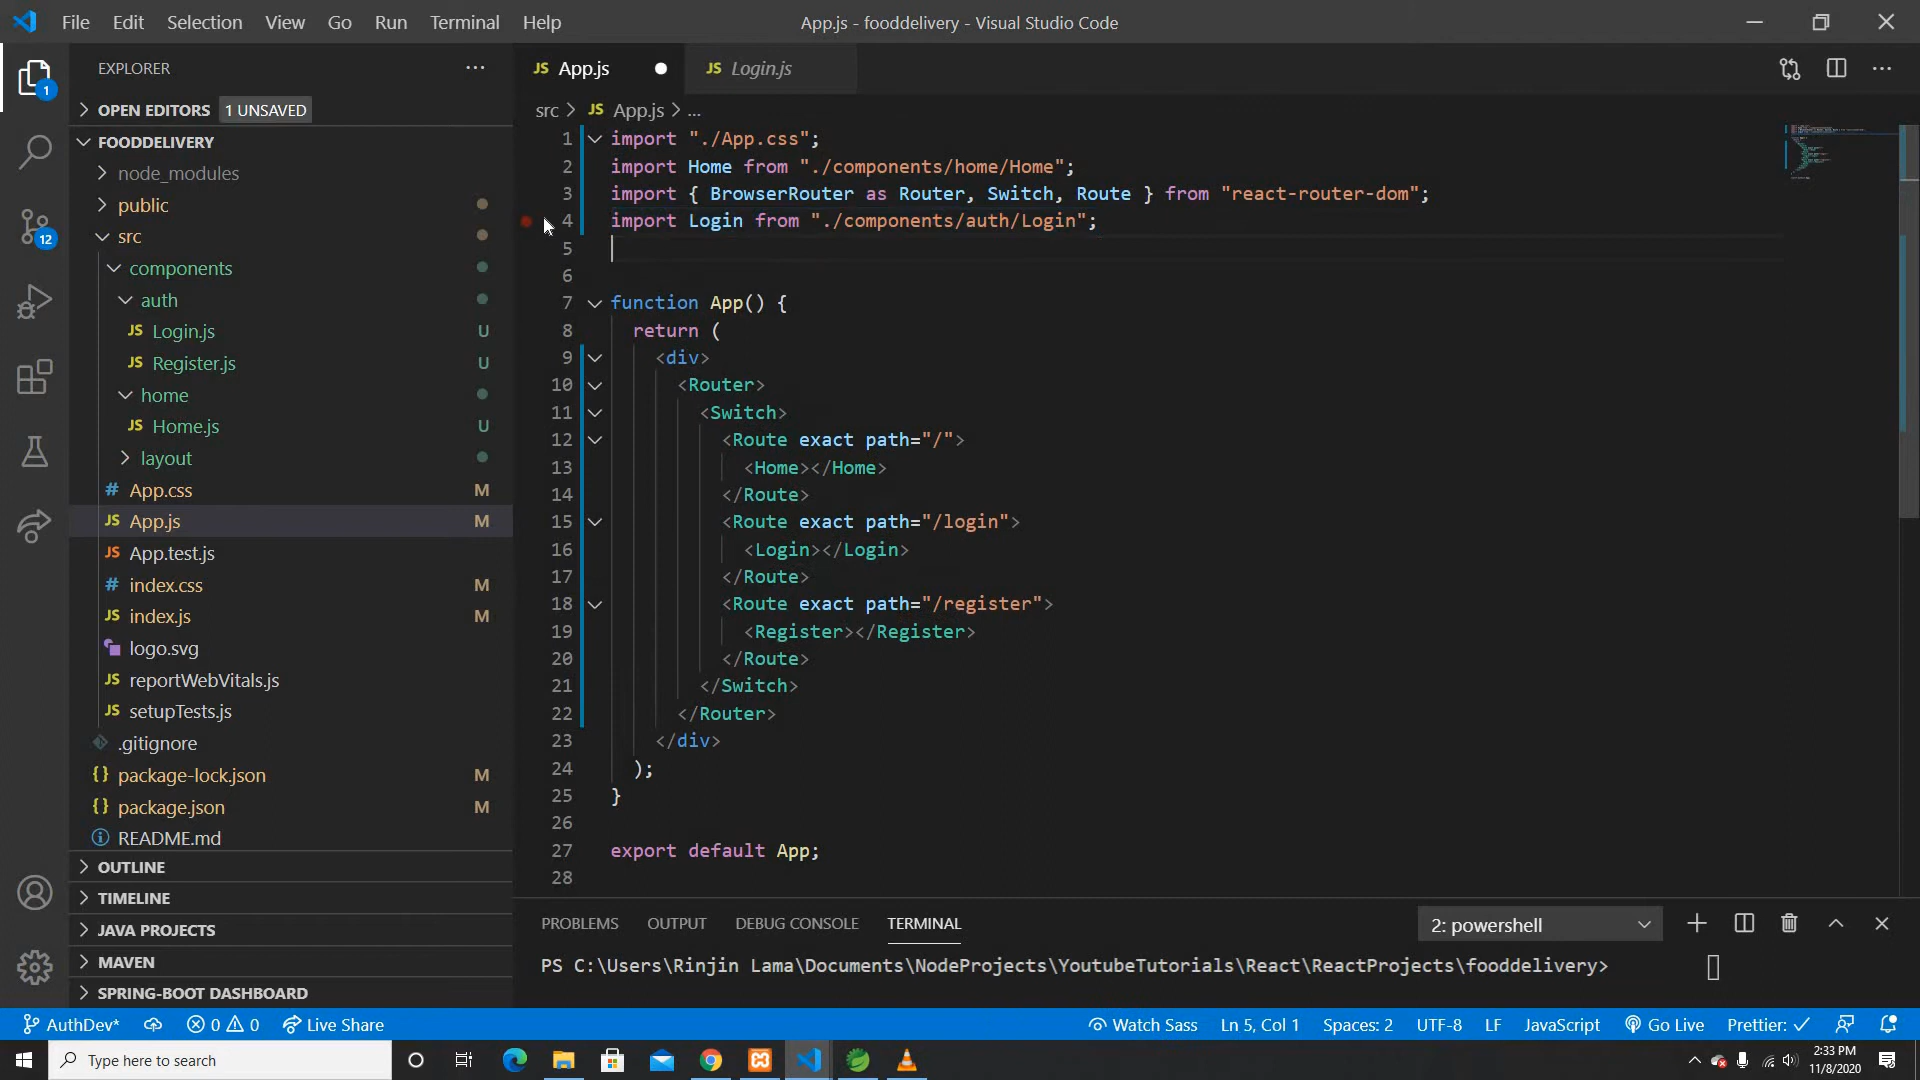 File Edit Selection View Go Run Terminal Help
App.js - fooddelivery - Visual Studio Code
EXPLORER
OPEN EDITORS 1 UNSAVED
FOODDELIVERY
node_modules
public
src
components
auth
JS Login.js U
JS Register.js U
home
JS Home.js U
layout
# App.css M
JS App.js M
JS App.test.js
# index.css M
JS index.js M
logo.svg
JS reportWebVitals.js
JS setupTests.js
.gitignore
{} package-lock.json M
{} package.json M
README.md
OUTLINE
TIMELINE
JAVA PROJECTS
MAVEN
SPRING-BOOT DASHBOARD
1
12
JS App.js
JS Login.js
src > JS App.js > ...
1 import "./App.css";
2 import Home from "./components/home/Home";
3 import { BrowserRouter as Router, Switch, Route } from "react-router-dom";
4 import Login from "./components/auth/Login";
5
6
7 function App() {
8 return (
9 <div>
10 <Router>
11 <Switch>
12 <Route exact path="/">
13 <Home></Home>
14 </Route>
15 <Route exact path="/login">
16 <Login></Login>
17 </Route>
18 <Route exact path="/register">
19 <Register></Register>
20 </Route>
21 </Switch>
22 </Router>
23 </div>
24 );
25 }
26
27 export default App;
28
PROBLEMS OUTPUT DEBUG CONSOLE TERMINAL
2: powershell
PS C:\Users\Rinjin Lama\Documents\NodeProjects\YoutubeTutorials\React\ReactProjects\fooddelivery>
AuthDev* 0 0 Live Share
Watch Sass Ln 5, Col 1 Spaces: 2 UTF-8 LF JavaScript Go Live Prettier: ✓
Type here to search
2:33 PM
11/8/2020